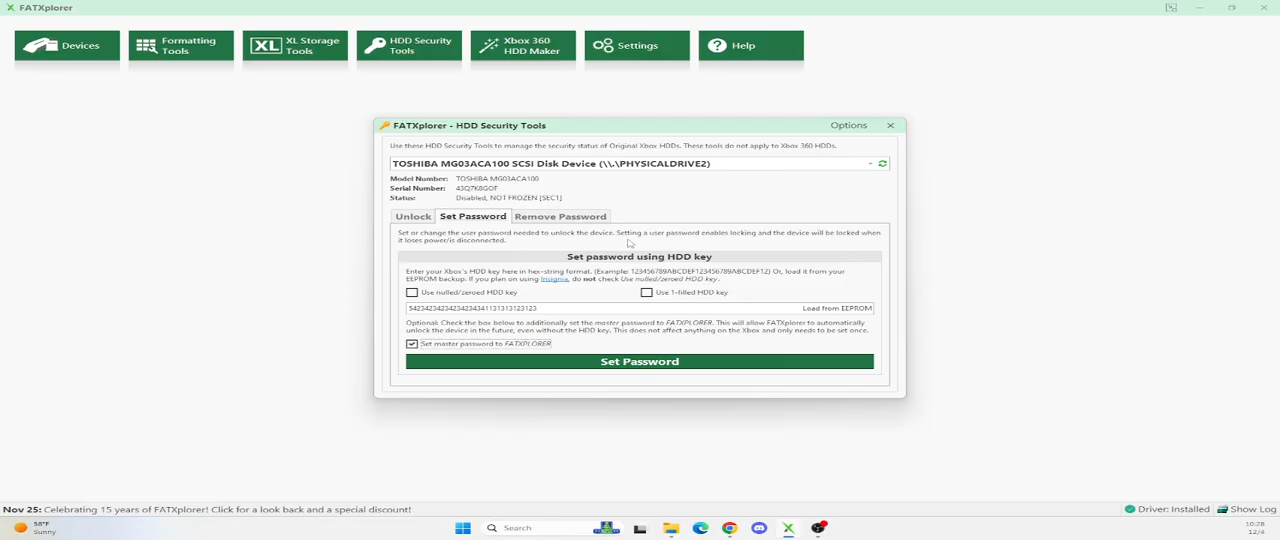 FATXplorer
Devices
Formatting
Tools
XL
XL Storage
Tools
HDD Security
Tools
Xbox 360
HDD Maker
Settings
Help
FATXplorer - HDD Security Tools
Options
Use these HDD Security Tools to manage the security status of Original Xbox HDDs. These tools do not apply to Xbox 360 HDDs.
TOSHIBA MG03ACA100 SCSI Disk Device (\\.\PHYSICALDRIVE2)
Model Number: TOSHIBA MG03ACA100
Serial Number: 43Q7K8GOF
Status: Disabled, NOT FROZEN [SEC1]
Unlock
Set Password
Remove Password
Set or change the user password needed to unlock the device. Setting a user password enables locking and the device will be locked when
it loses power/is disconnected.
Set password using HDD key
Enter your Xbox's HDD key here in hex-string format. (Example: 123456789ABCDEF123456789ABCDEF12) Or, load it from your
EEPROM backup. If you plan on using Insignia, do not check Use nulled/zeroed HDD key.
Use nulled/zeroed HDD key
Use 1-filled HDD key
54234234234234234341131313123123
Load from EEPROM
Optional: Check the box below to additionally set the master password to FATXPLORER. This will allow FATXplorer to automatically
unlock the device in the future, even without the HDD key. This does not affect anything on the Xbox and only needs to be set once.
Set master password to FATXPLORER
Set Password
Nov 25: Celebrating 15 years of FATXplorer! Click for a look back and a special discount!
Driver: Installed
Show Log
58°F
Sunny
Search
10:28
12/4